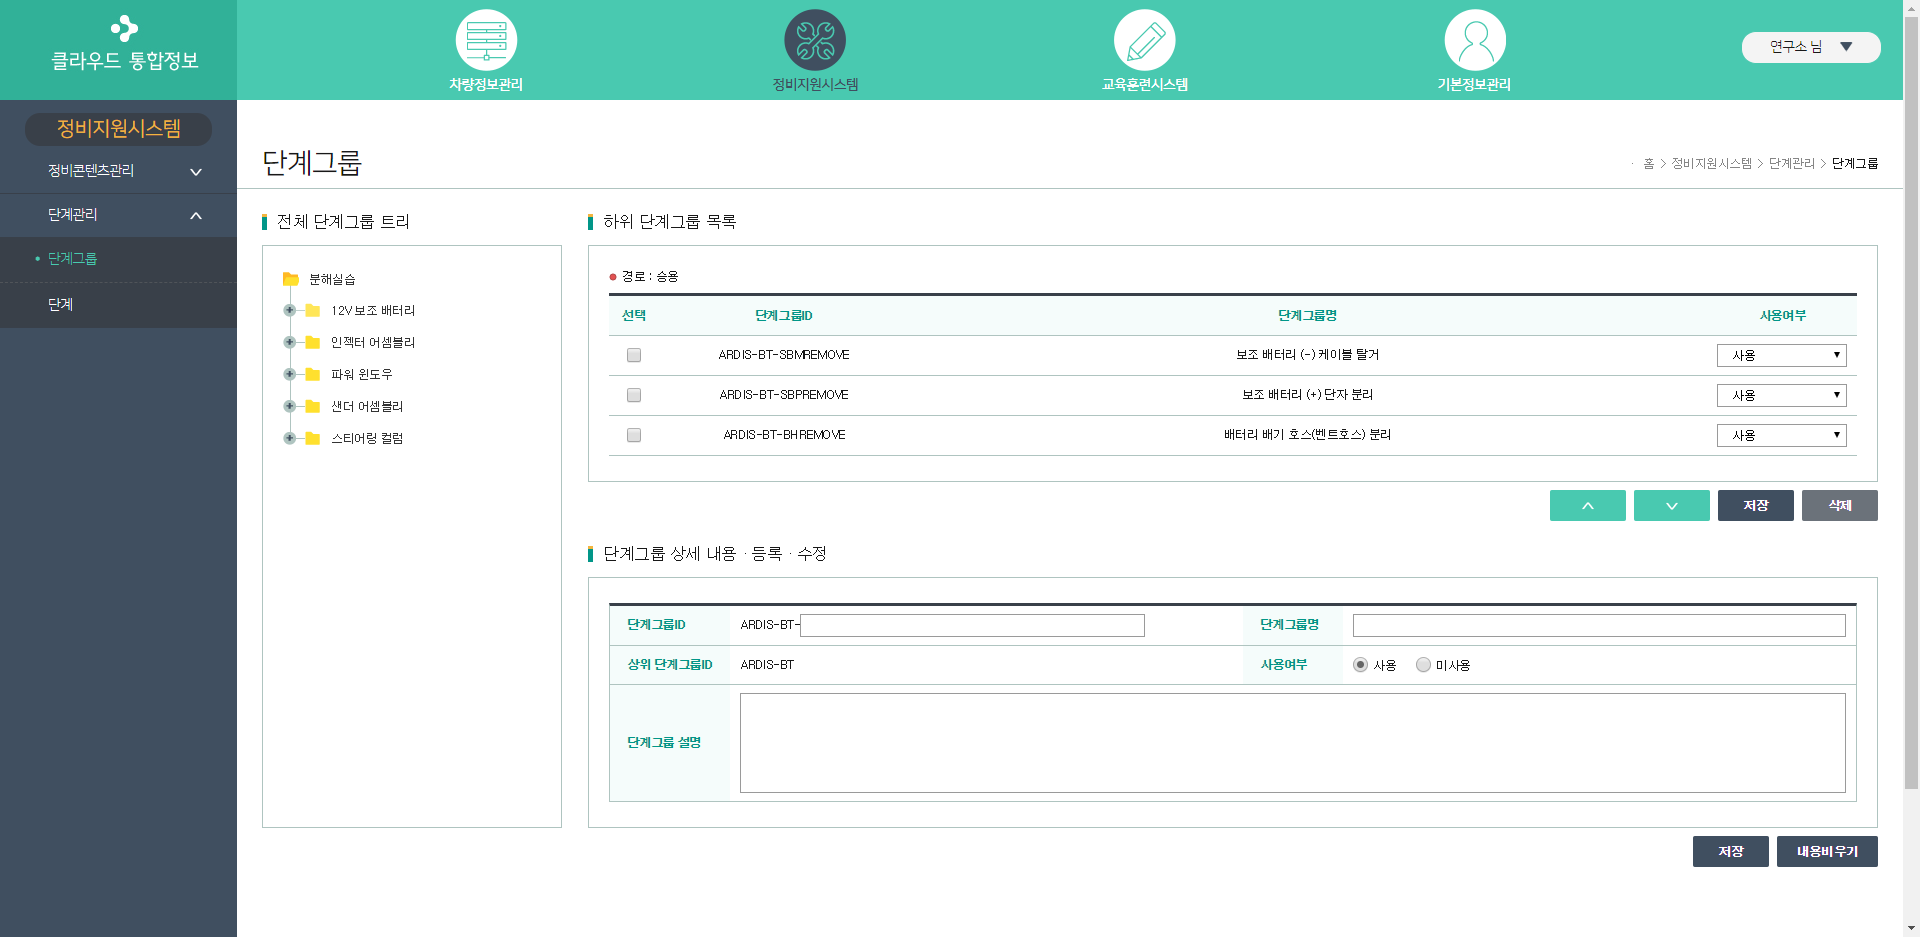 클라우드 통합정보
차량정보관리
정비지원시스템
교육훈련시스템
기본정보관리
연구소 님
정비지원시스템
정비콘텐츠관리
단계관리
단계그룹
단계
단계그룹
홈 > 정비지원시스템 > 단계관리 > 단계그룹
전체 단계그룹 트리
분해실습
12V 보조 배터리
인젝터 어셈블리
파워 윈도우
샌더 어셈블리
스티어링 컬럼
하위 단계그룹 목록
경로 : 승용
선택 단계그룹ID 단계그룹명 사용여부
ARDIS-BT-SBMREMOVE 보조 배터리 (-) 케이블 탈거 사용
ARDIS-BT-SBPREMOVE 보조 배터리 (+) 단자 분리 사용
ARDIS-BT-BHREMOVE 배터리 배기 호스(벤트호스) 분리 사용
저장 삭제
단계그룹 상세 내용 · 등록 · 수정
단계그룹ID ARDIS-BT- 단계그룹명
상위 단계그룹ID ARDIS-BT 사용여부 사용 미사용
단계그룹 설명
저장 내용비우기